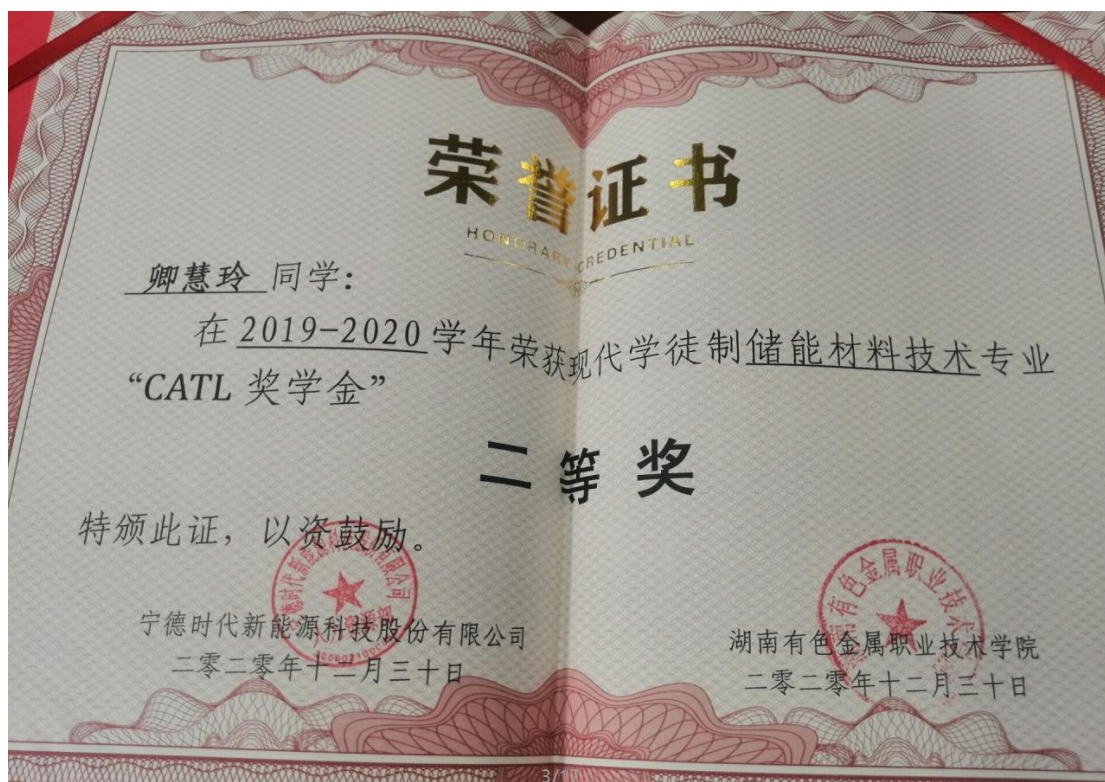 荣誉证书
HONORARY CREDENTIAL
卿慧玲 同学:
在 2019-2020 学年荣获现代学徒制储能材料技术专业
“CATL 奖学金”
二等奖
特颁此证，以资鼓励。
宁德时代新能源科技股份有限公司
二零二零年十二月三十日
湖南有色金属职业技术学院
二零二零年十二月三十日